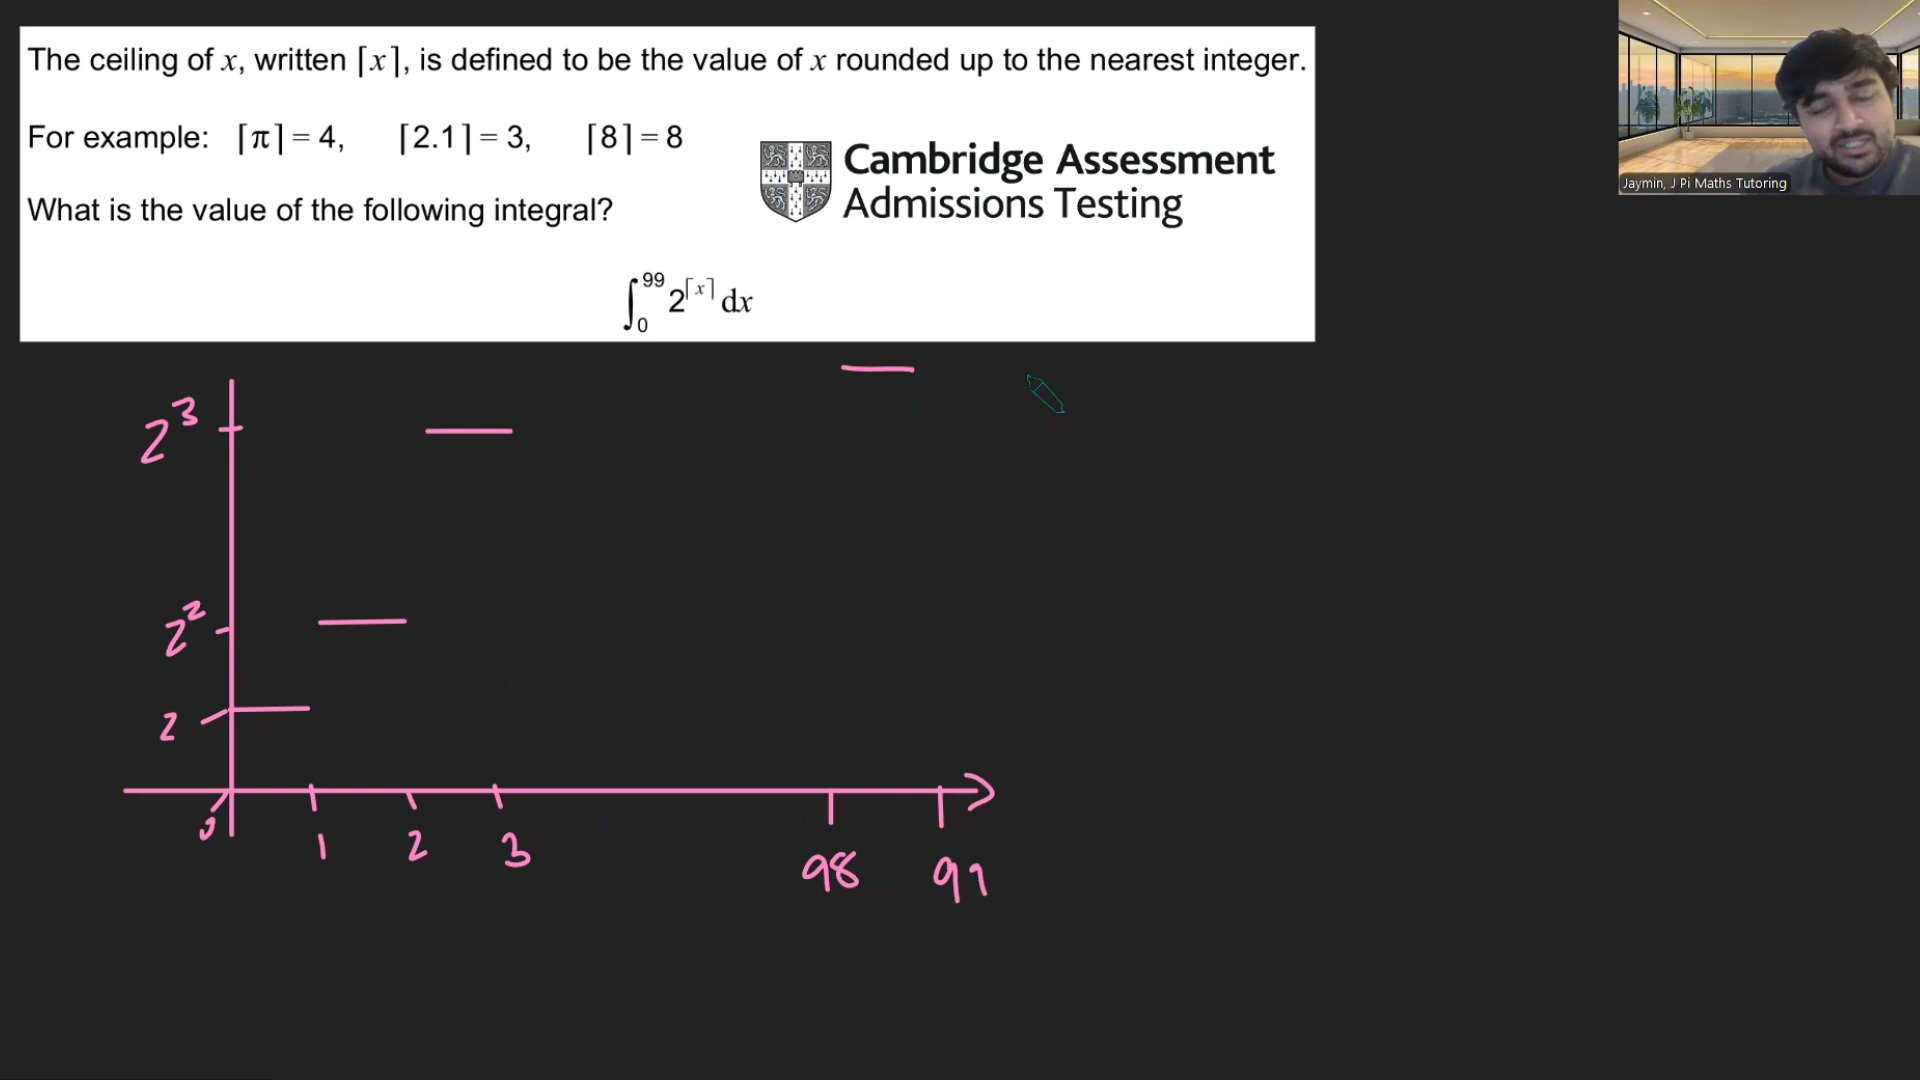 The ceiling of x, written ⌈x⌉, is defined to be the value of x rounded up to the nearest integer.
For example: ⌈π⌉ = 4, ⌈2.1⌉ = 3, ⌈8⌉ = 8
Cambridge Assessment
Admissions Testing
What is the value of the following integral?
∫₀⁹⁹ 2^⌈x⌉ dx
Jaymin, J Pi Maths Tutoring
2³
2²
2
0
1
2
3
98
99